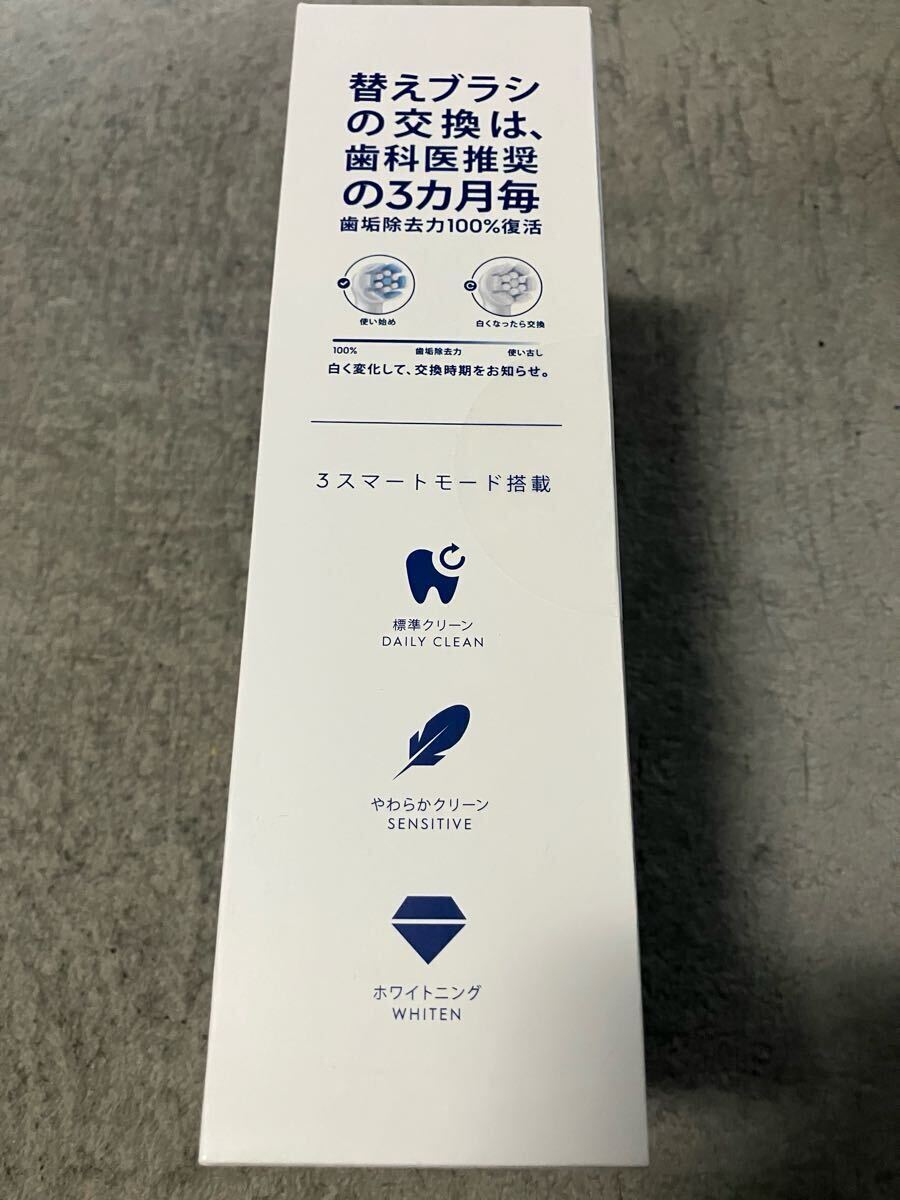 替えブラシ
の交換は、
歯科医推奨
の3カ月毎
歯垢除去力100%復活
使い始め
白くなったら交換
100% 歯垢除去力 使い古し
白く変化して、交換時期をお知らせ。
3スマートモード搭載
標準クリーン
DAILY CLEAN
やわらかクリーン
SENSITIVE
ホワイトニング
WHITEN